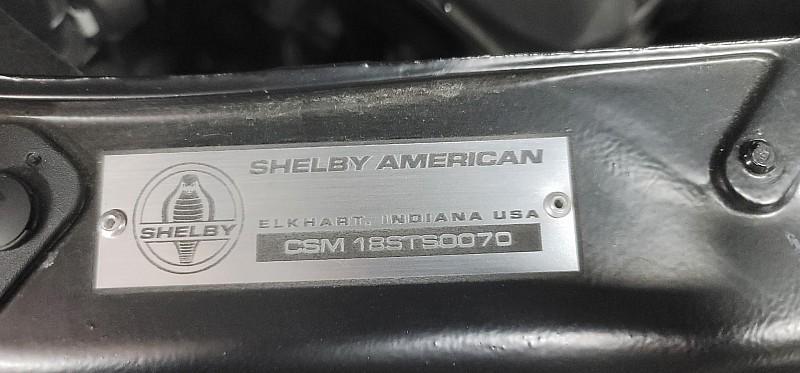 SHELBY AMERICAN
SHELBY
ELKHART, INDIANA USA
CSM 18STS0070